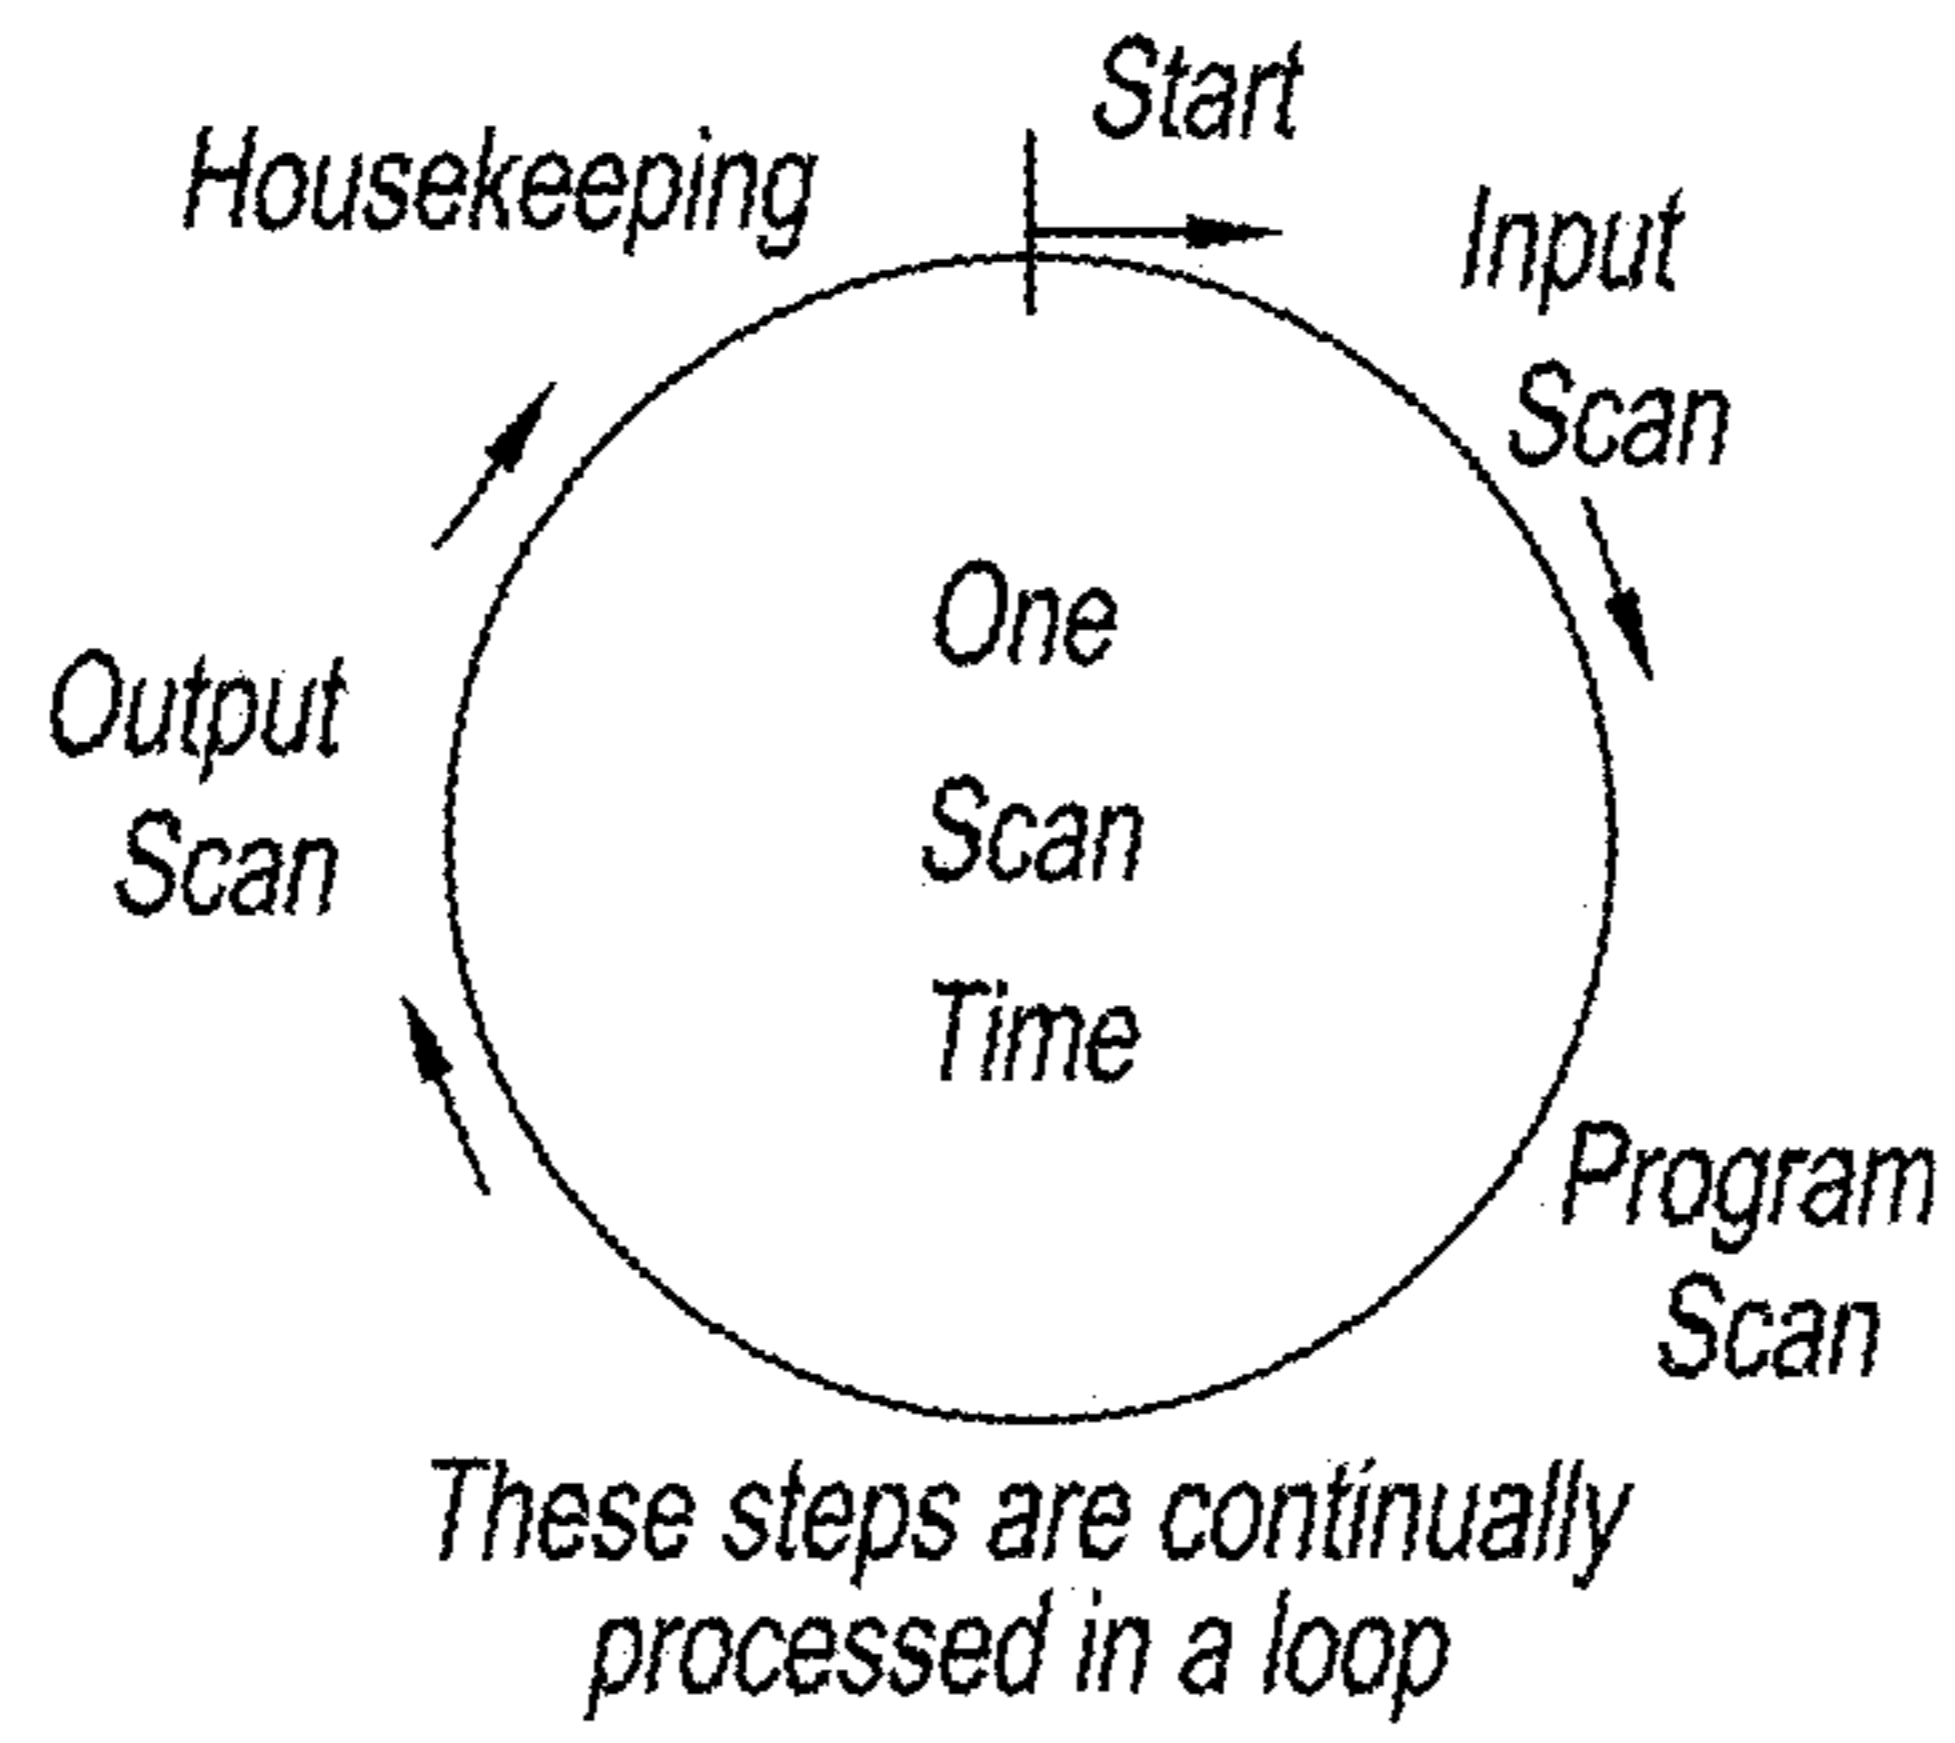 Start
Housekeeping
Input
Scan
One
Scan
Time
Output
Scan
Program
Scan
These steps are continually
processed in a loop